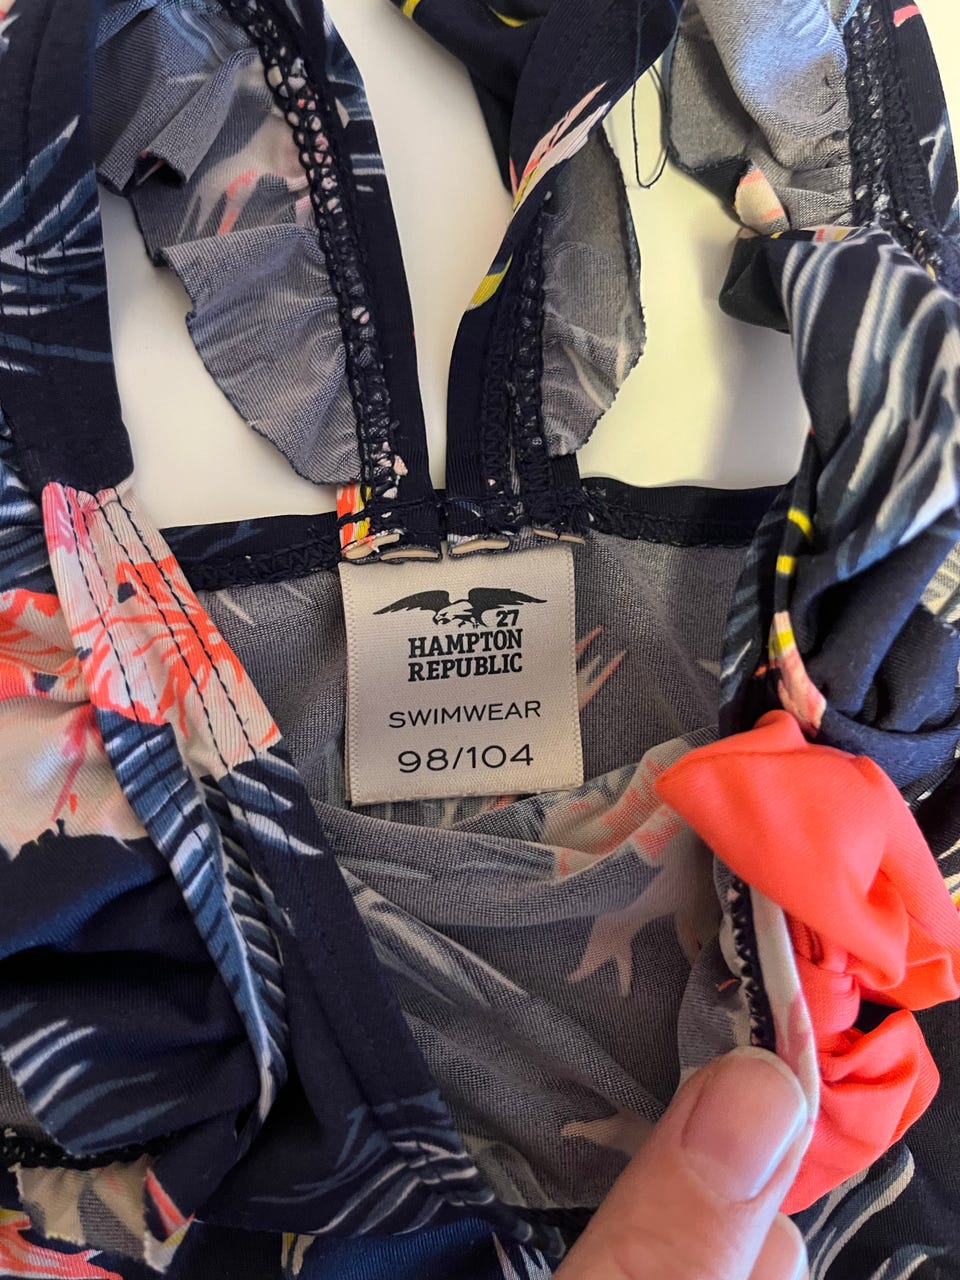 27
HAMPTON
REPUBLIC
SWIMWEAR
98/104